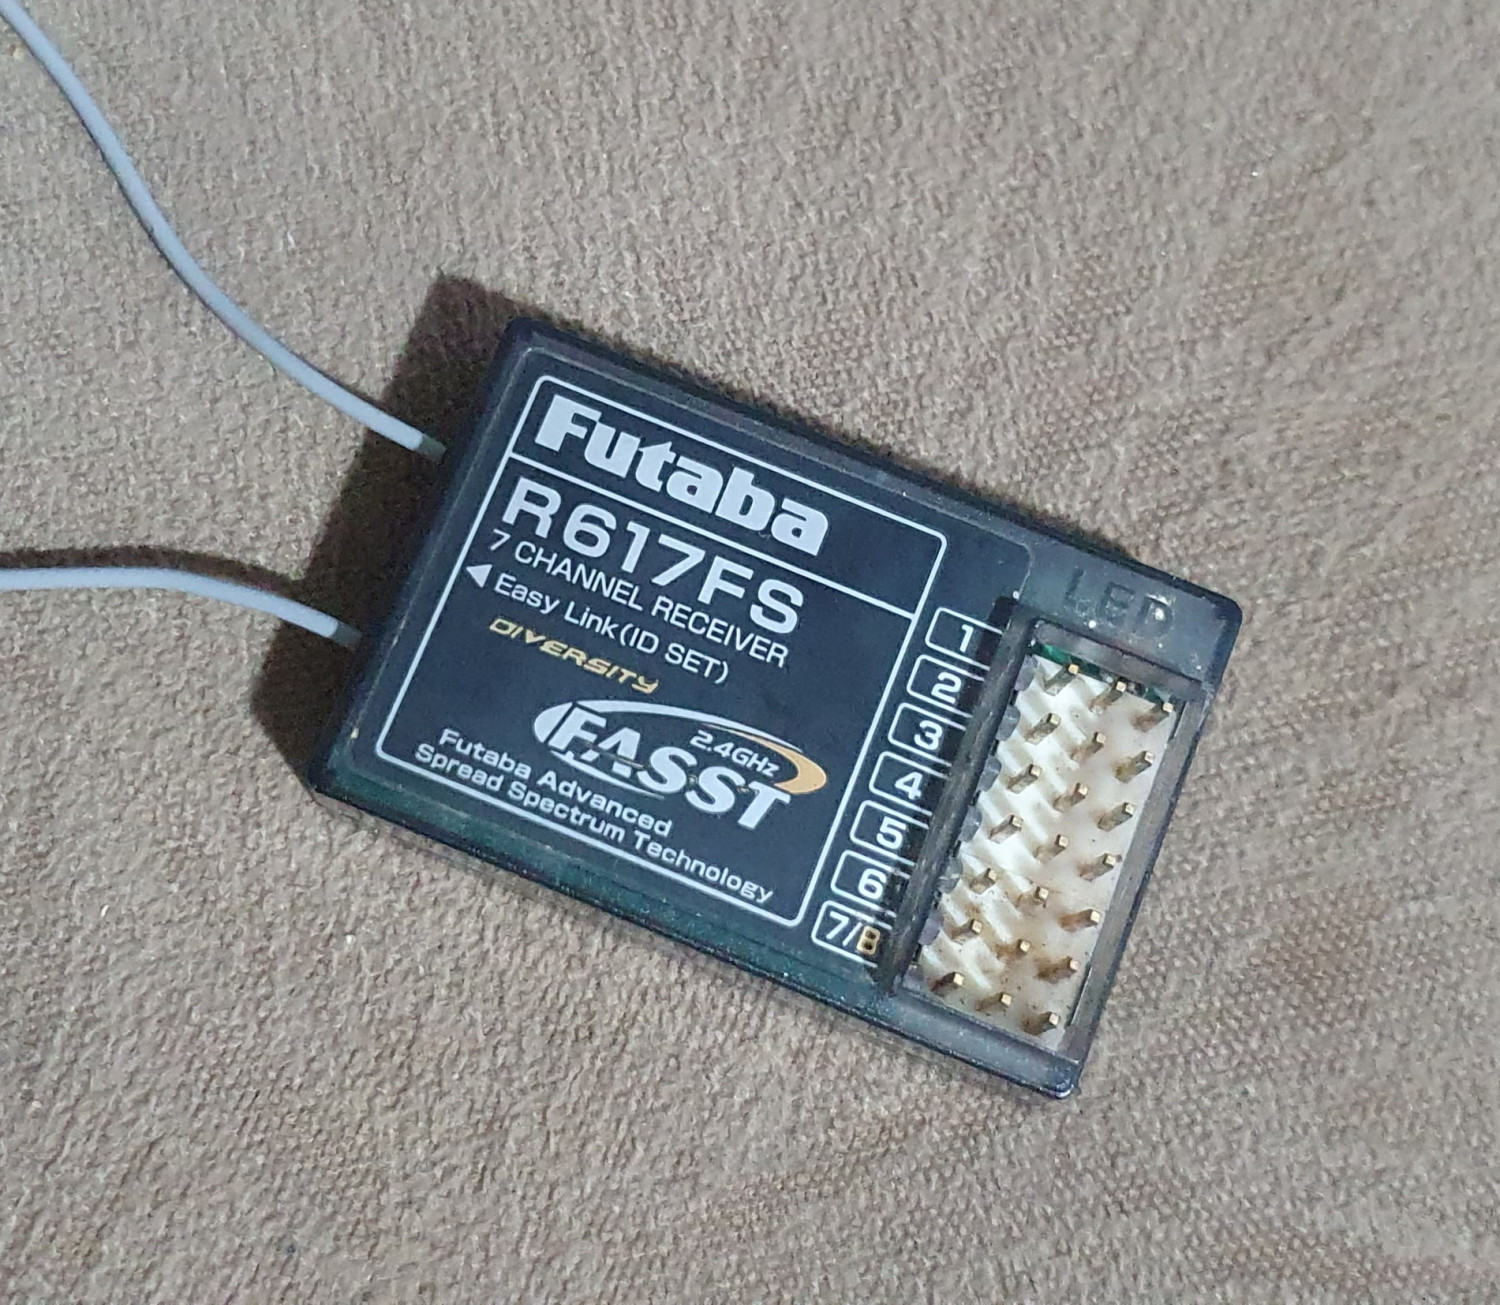 Futaba
R617FS
7 CHANNEL RECEIVER
◀ Easy Link(ID SET)
DIVERSITY
FASST 2.4GHz
Futaba Advanced
Spread Spectrum Technology
LED
1
2
3
4
5
6
7/B